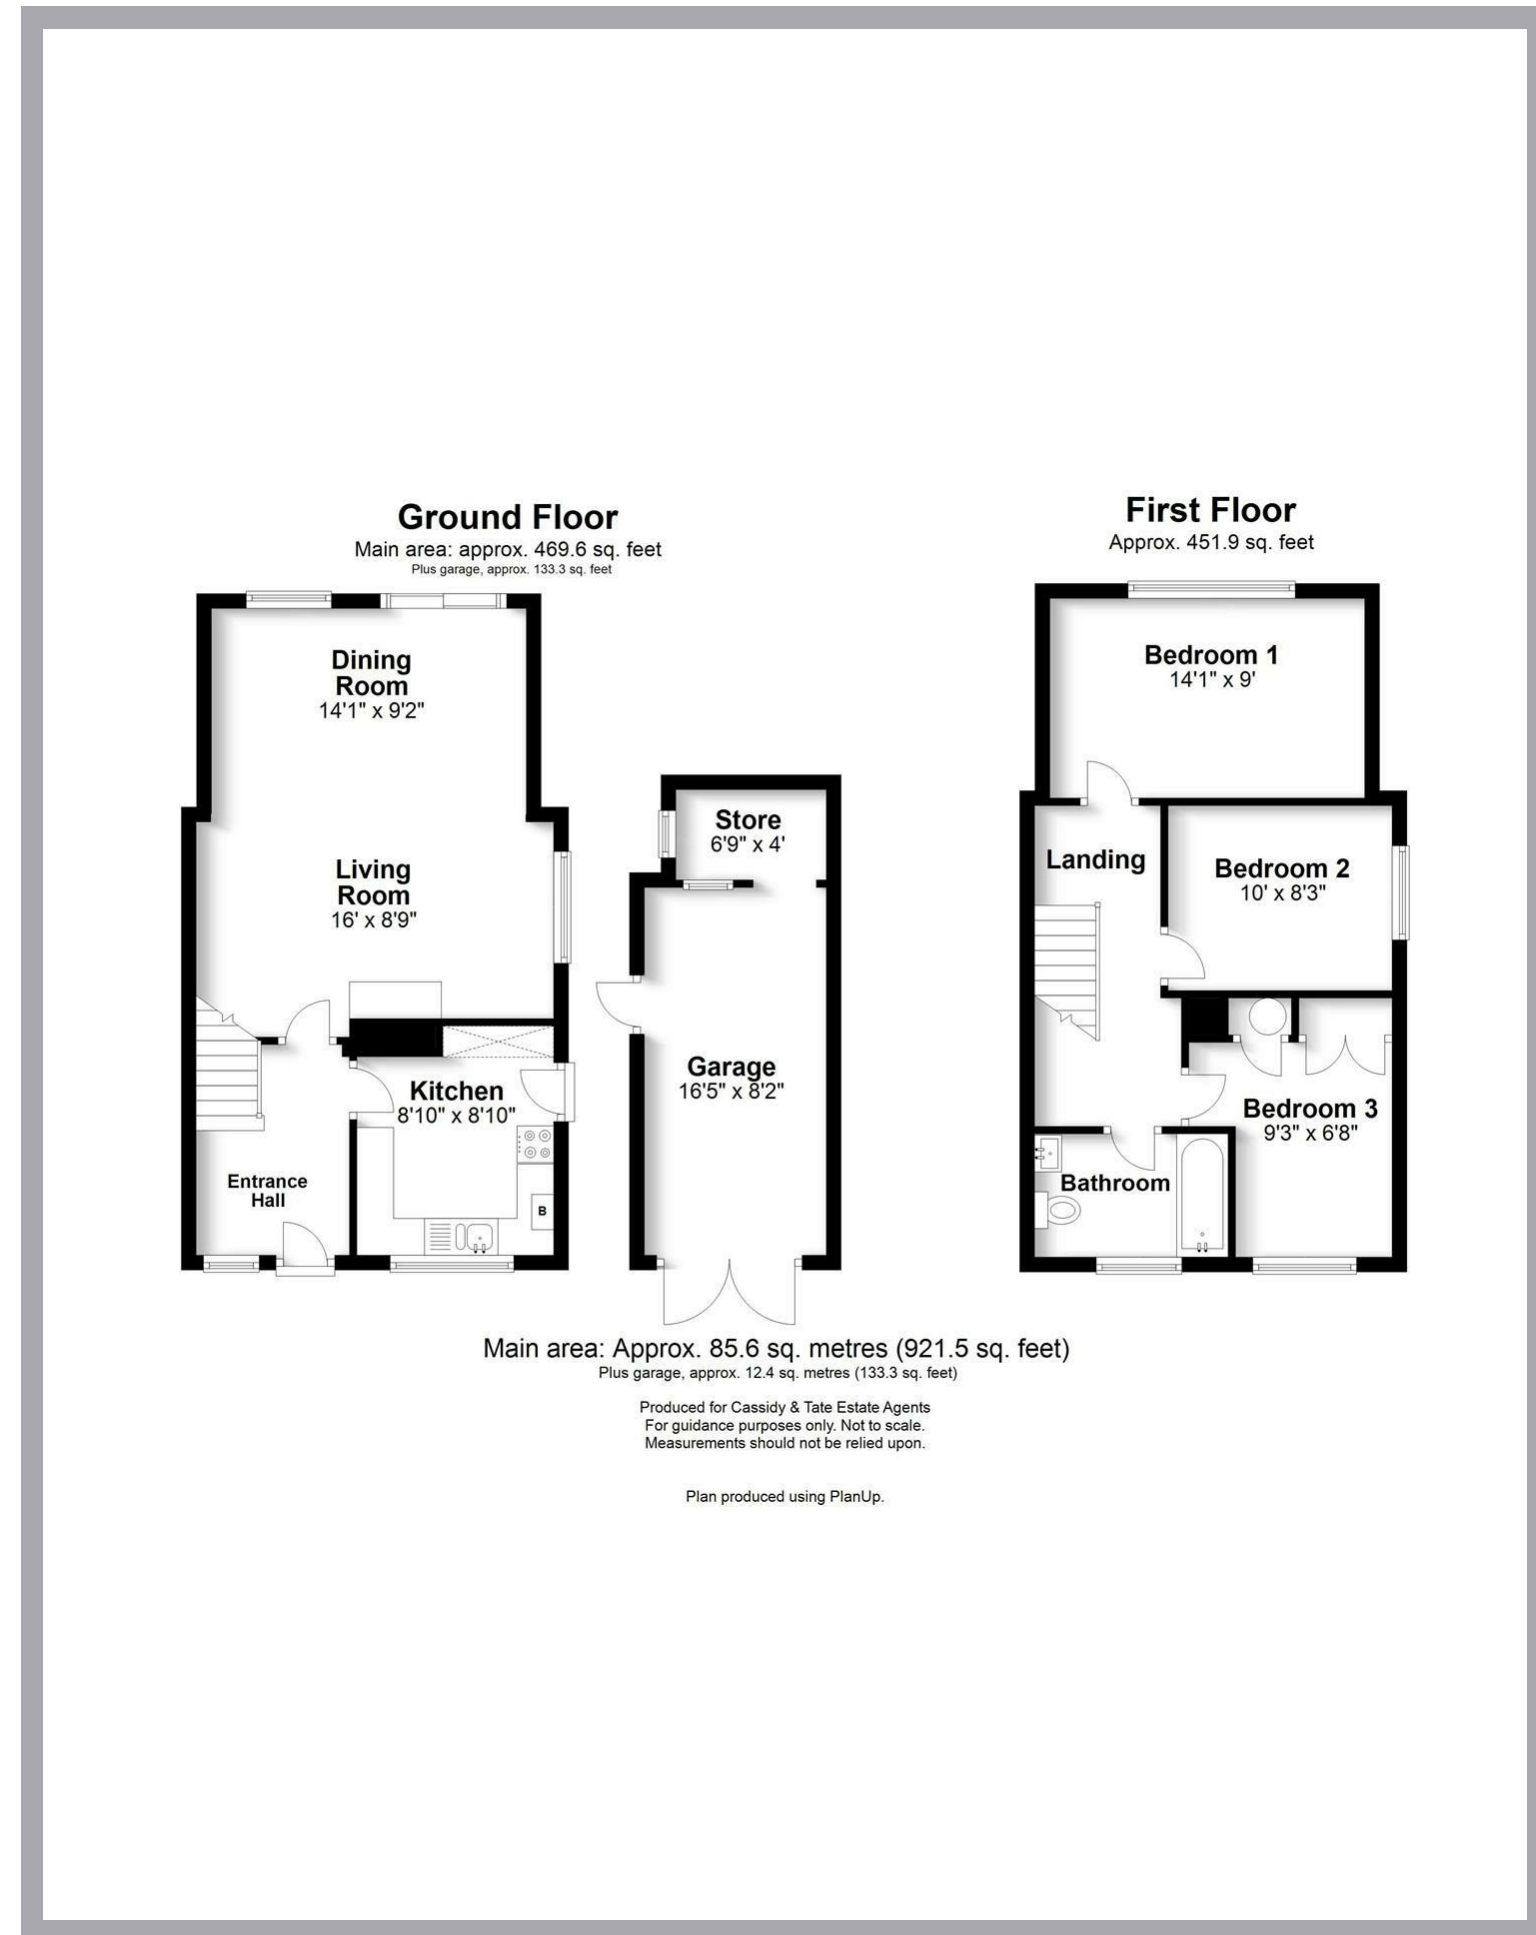 Ground Floor
Main area: approx. 469.6 sq. feet
Plus garage, approx. 133.3 sq. feet
Dining
Room
14'1" x 9'2"
Living
Room
16' x 8'9"
Kitchen
8'10" x 8'10"
Entrance
Hall
B
Store
6'9" x 4'
Garage
16'5" x 8'2"
First Floor
Approx. 451.9 sq. feet
Bedroom 1
14'1" x 9'
Landing
Bedroom 2
10' x 8'3"
Bedroom 3
9'3" x 6'8"
Bathroom
Main area: Approx. 85.6 sq. metres (921.5 sq. feet)
Plus garage, approx. 12.4 sq. metres (133.3 sq. feet)
Produced for Cassidy & Tate Estate Agents
For guidance purposes only. Not to scale.
Measurements should not be relied upon.
Plan produced using PlanUp.